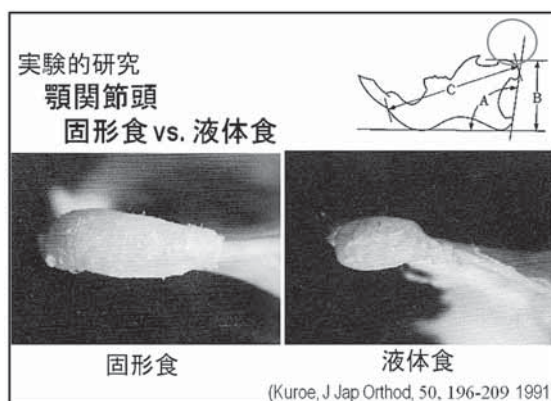 実験的研究
顎関節頭
固形食 vs. 液体食
C
A
B
固形食
液体食
(Kuroe, J Jap Orthod, 50, 196-209 1991